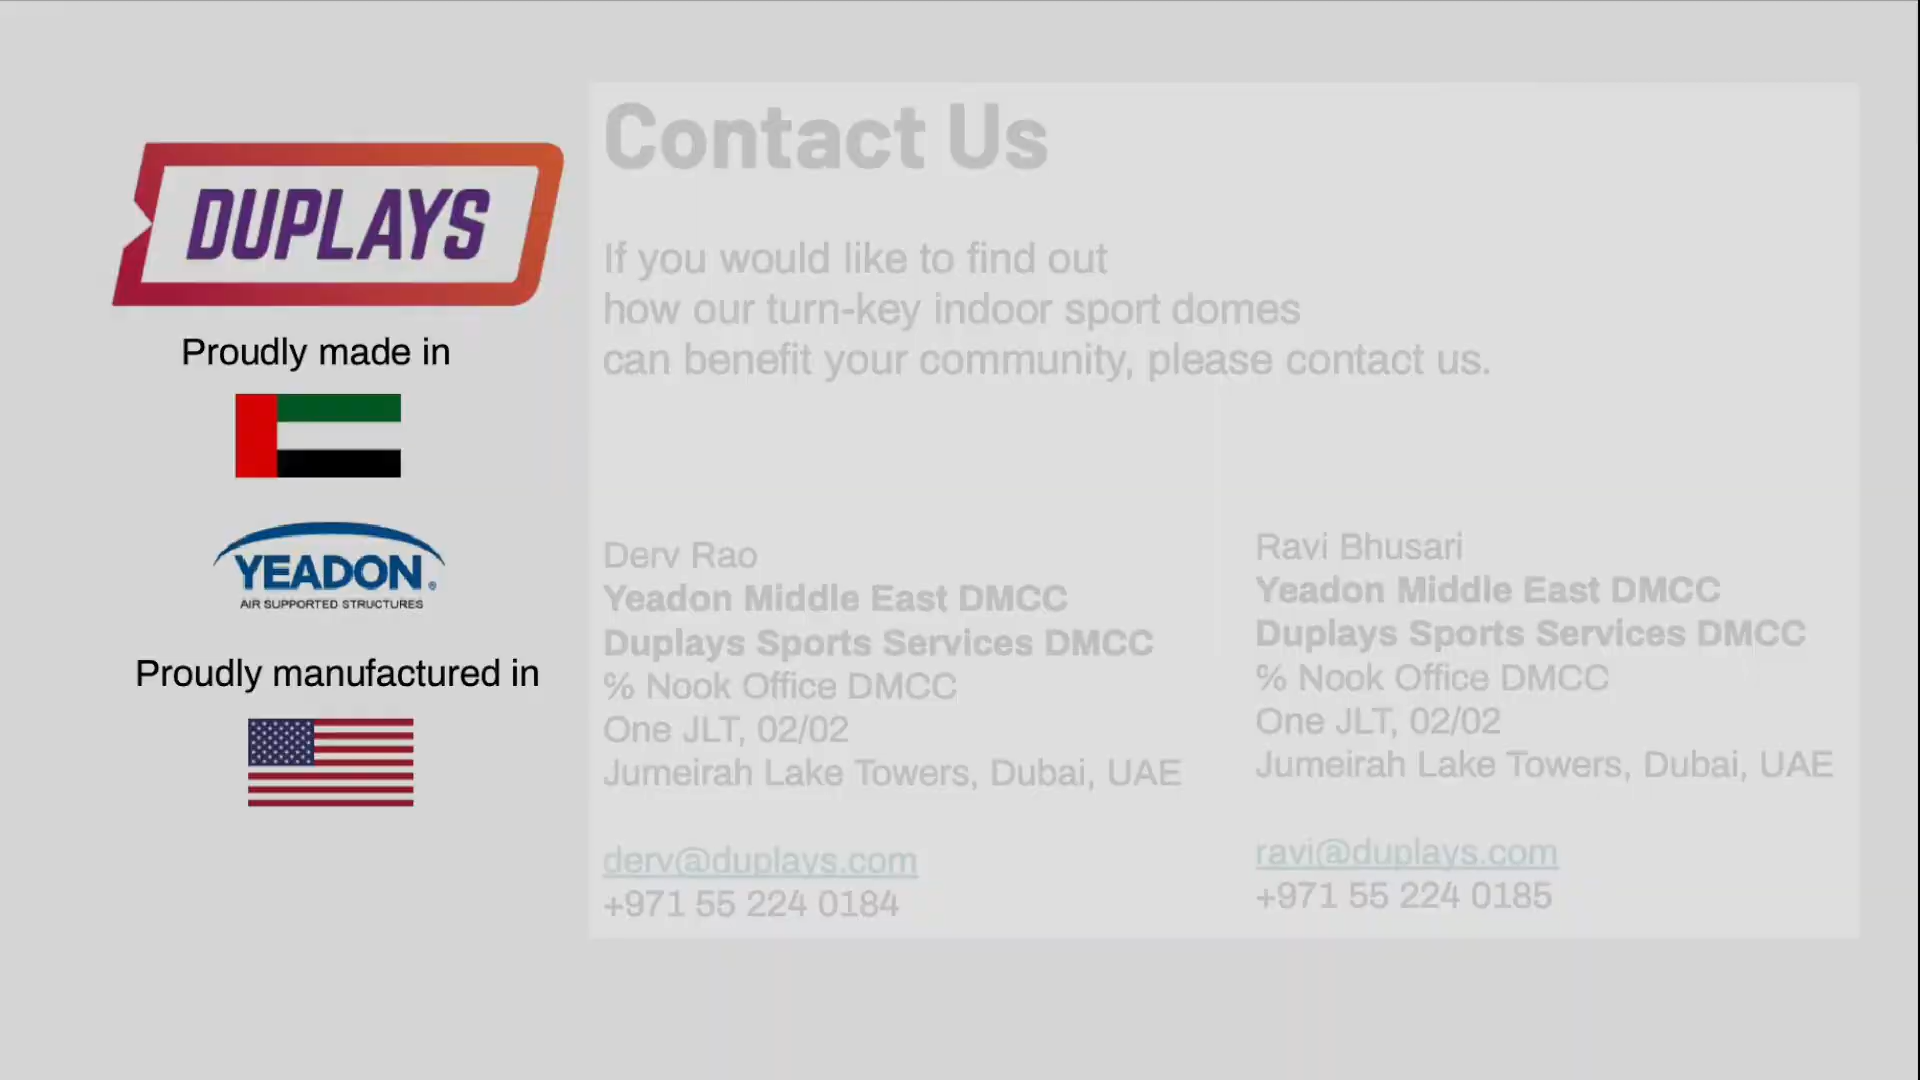 DUPLAYS
Proudly made in
YEADON®
AIR SUPPORTED STRUCTURES
Proudly manufactured in
Contact Us
If you would like to find out
how our turn-key indoor sport domes
can benefit your community, please contact us.
Derv Rao
Yeadon Middle East DMCC
Duplays Sports Services DMCC
% Nook Office DMCC
One JLT, 02/02
Jumeirah Lake Towers, Dubai, UAE
derv@duplays.com
+971 55 224 0184
Ravi Bhusari
Yeadon Middle East DMCC
Duplays Sports Services DMCC
% Nook Office DMCC
One JLT, 02/02
Jumeirah Lake Towers, Dubai, UAE
ravi@duplays.com
+971 55 224 0185